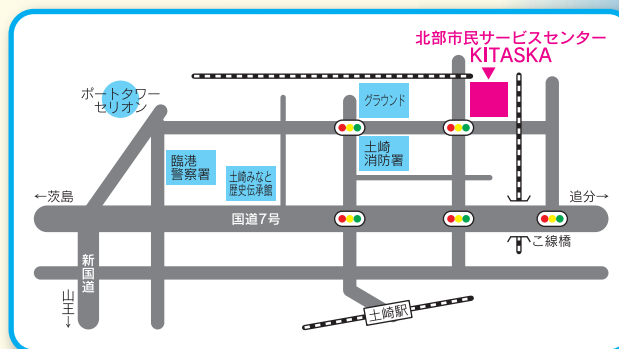 北部市民サービスセンター
KITASKA
ポートタワー
セリオン
グラウンド
臨港
警察署
土崎みなと
歴史伝承館
土崎
消防署
←茨島
追分→
国道7号
こ線橋
新国道
山王→
土崎駅